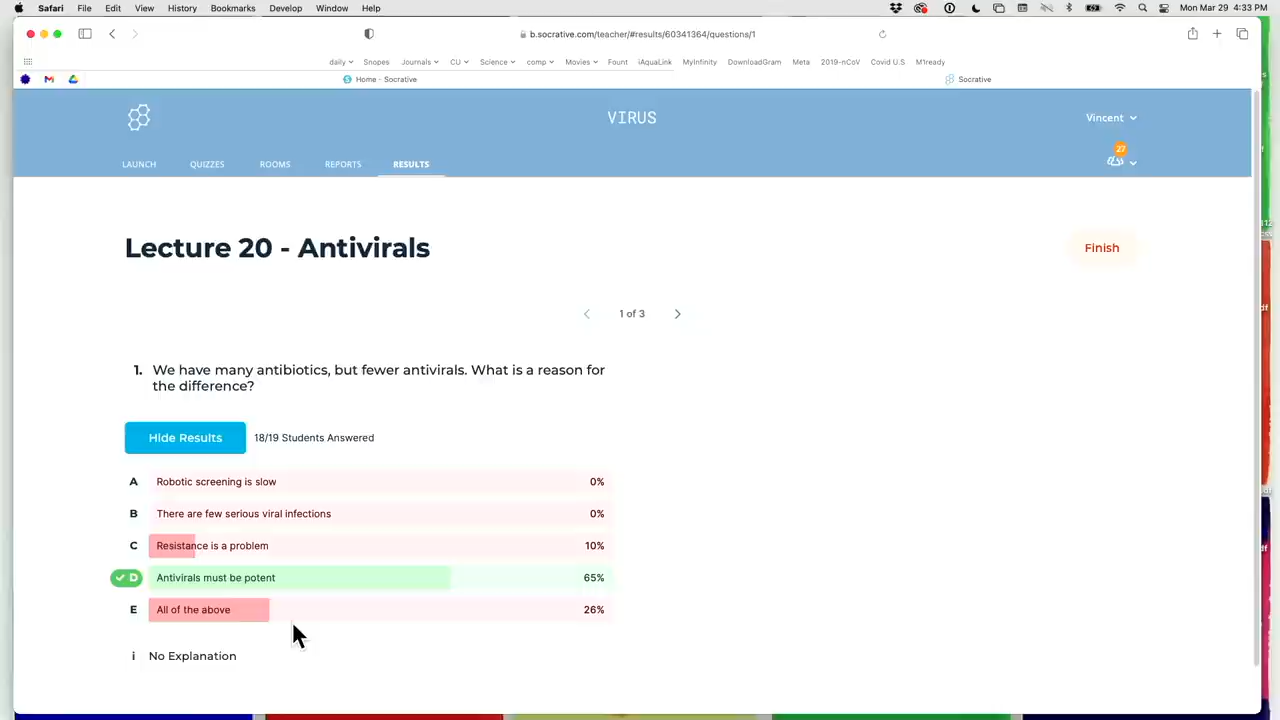 Safari File Edit View History Bookmarks Develop Window Help Mon Mar 29 4:33 PM
b.socrative.com/teacher/#results/60341364/questions/1
daily Snopes Journals CU Science comp Movies Fount iAquaLink MyInfinity DownloadGram Meta 2019-nCoV Covid U.S M1ready
Home - Socrative Socrative
VIRUS Vincent
27
LAUNCH QUIZZES ROOMS REPORTS RESULTS
Lecture 20 - Antivirals Finish
1 of 3
1. We have many antibiotics, but fewer antivirals. What is a reason for
the difference?
Hide Results 18/19 Students Answered
A Robotic screening is slow 0%
B There are few serious viral infections 0%
C Resistance is a problem 10%
D Antivirals must be potent 65%
E All of the above 26%
i No Explanation